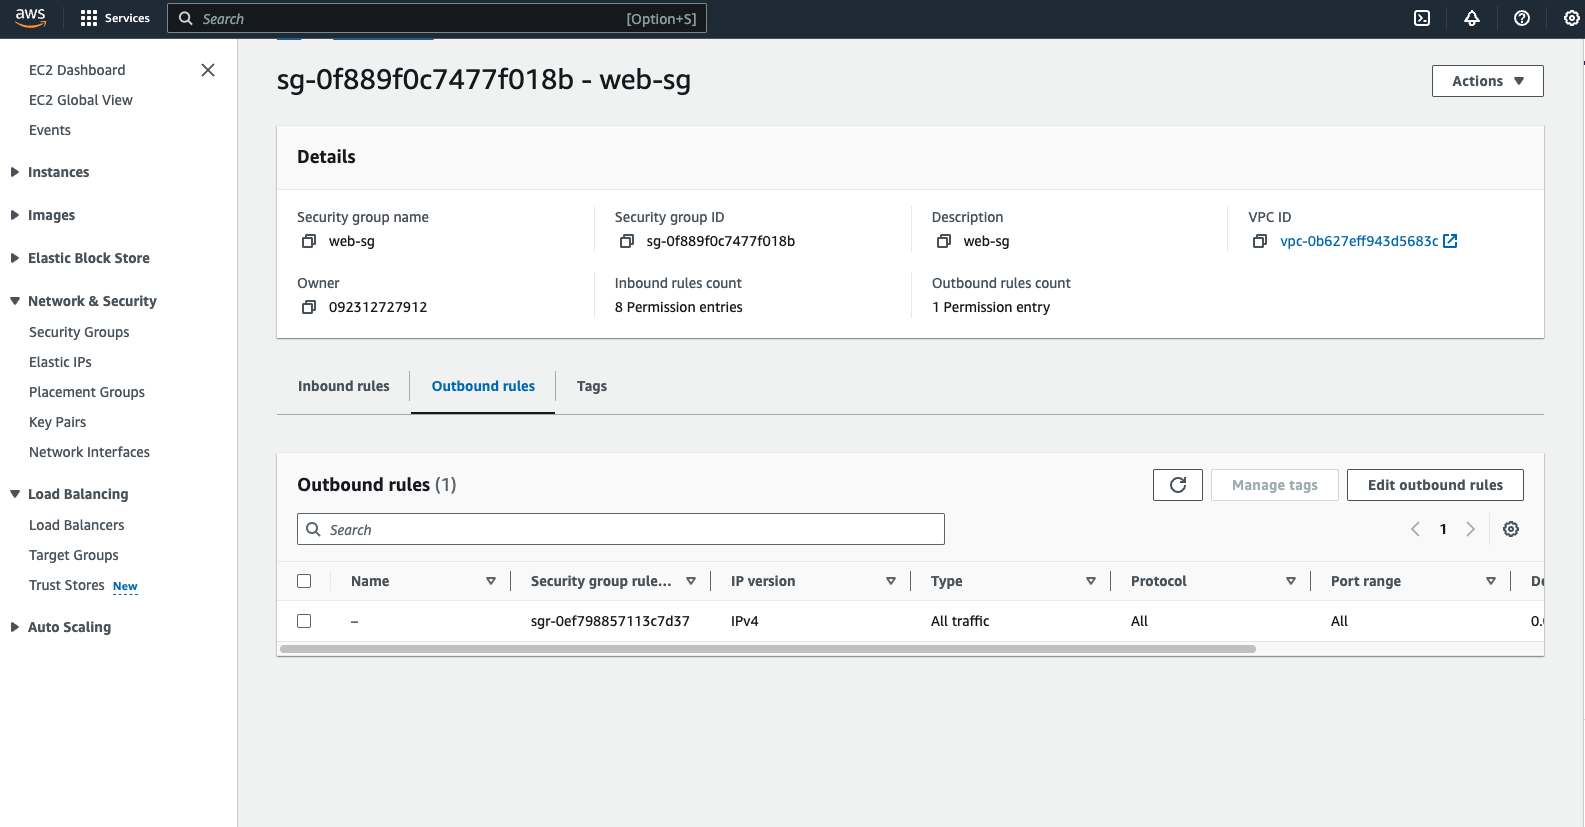 aws
Services
Search
[Option+S]
EC2 Dashboard
EC2 Global View
Events
Instances
Images
Elastic Block Store
Network & Security
Security Groups
Elastic IPs
Placement Groups
Key Pairs
Network Interfaces
Load Balancing
Load Balancers
Target Groups
Trust Stores New
Auto Scaling
sg-0f889f0c7477f018b - web-sg
Actions
Details
Security group name
web-sg
Security group ID
sg-0f889f0c7477f018b
Description
web-sg
VPC ID
vpc-0b627eff943d5683c
Owner
092312727912
Inbound rules count
8 Permission entries
Outbound rules count
1 Permission entry
Inbound rules
Outbound rules
Tags
Outbound rules (1)
Manage tags
Edit outbound rules
Search
1
Name Security group rule... IP version Type Protocol Port range
– sgr-0ef798857113c7d37 IPv4 All traffic All All